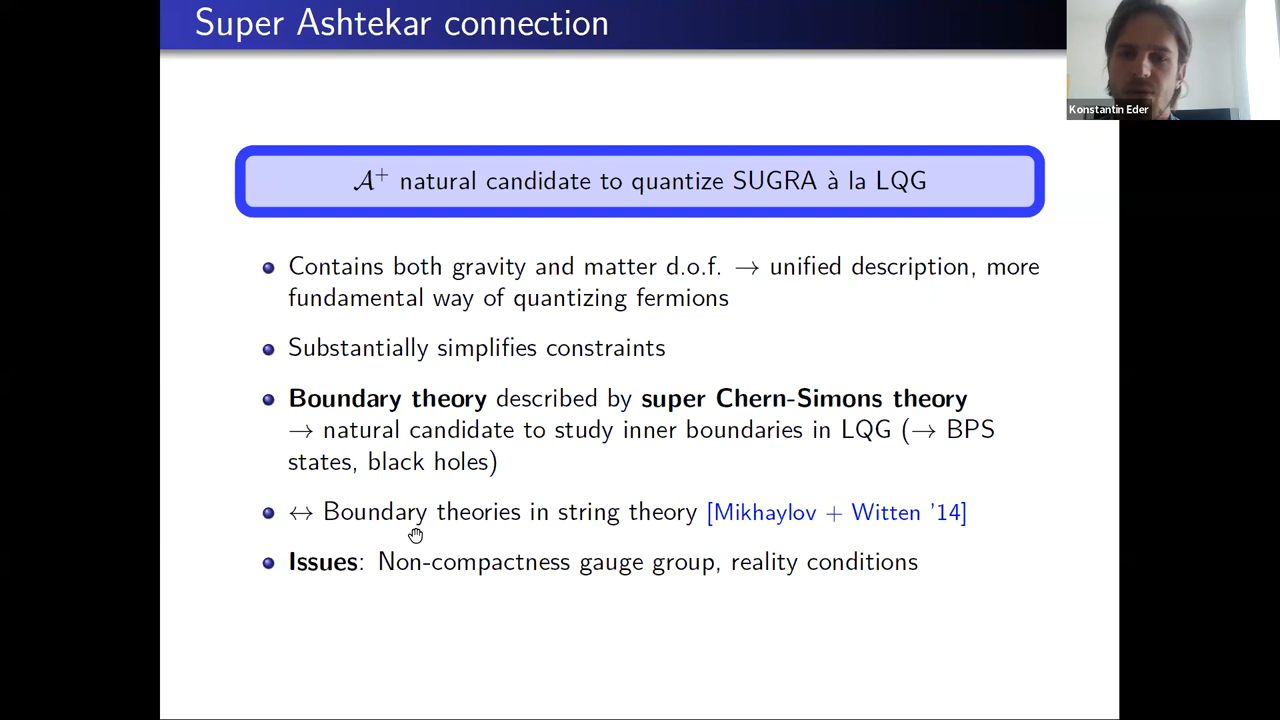 Super Ashtekar connection
Konstantin Eder
𝒜⁺ natural candidate to quantize SUGRA à la LQG
Contains both gravity and matter d.o.f. → unified description, more
fundamental way of quantizing fermions
Substantially simplifies constraints
Boundary theory described by super Chern-Simons theory
→ natural candidate to study inner boundaries in LQG (→ BPS
states, black holes)
↔ Boundary theories in string theory [Mikhaylov + Witten '14]
Issues: Non-compactness gauge group, reality conditions